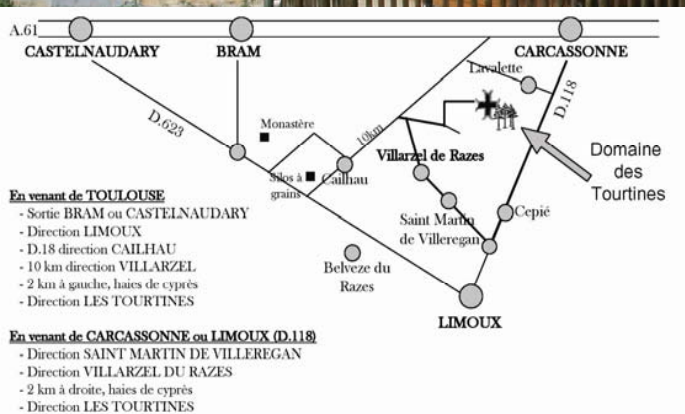 A.61
CASTELNAUDARY
BRAM
CARCASSONNE
Lavalette
D.118
D.623
Monastère
10km
Villarzel de Razes
Silos à
grains
Cailhau
Domaine
des
Tourtines
Saint Martin
de Villeregan
Cepié
Belveze du
Razes
LIMOUX
En venant de TOULOUSE
- Sortie BRAM ou CASTELNAUDARY
- Direction LIMOUX
- D.18 direction CAILHAU
- 10 km direction VILLARZEL
- 2 km à gauche, haies de cyprès
- Direction LES TOURTINES
En venant de CARCASSONNE ou LIMOUX (D.118)
- Direction SAINT MARTIN DE VILLEREGAN
- Direction VILLARZEL DU RAZES
- 2 km à droite, haies de cyprès
- Direction LES TOURTINES